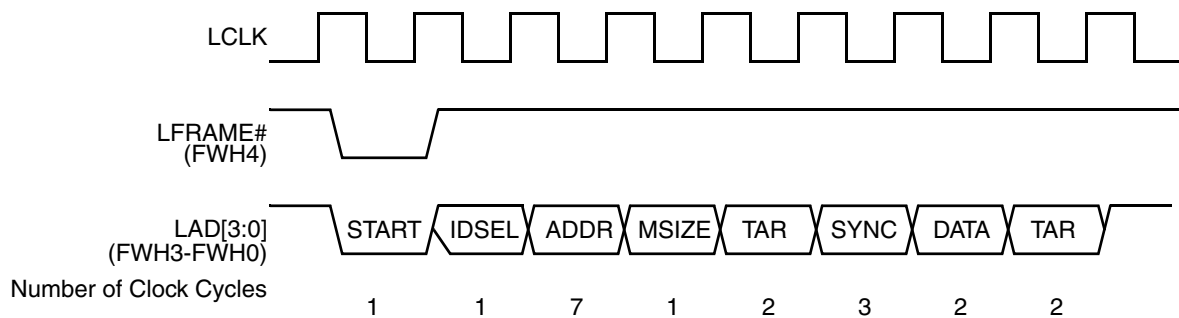 LCLK
LFRAME#
(FWH4)
LAD[3:0]
(FWH3-FWH0)
START IDSEL ADDR MSIZE TAR SYNC DATA TAR
Number of Clock Cycles
1 1 7 1 2 3 2 2